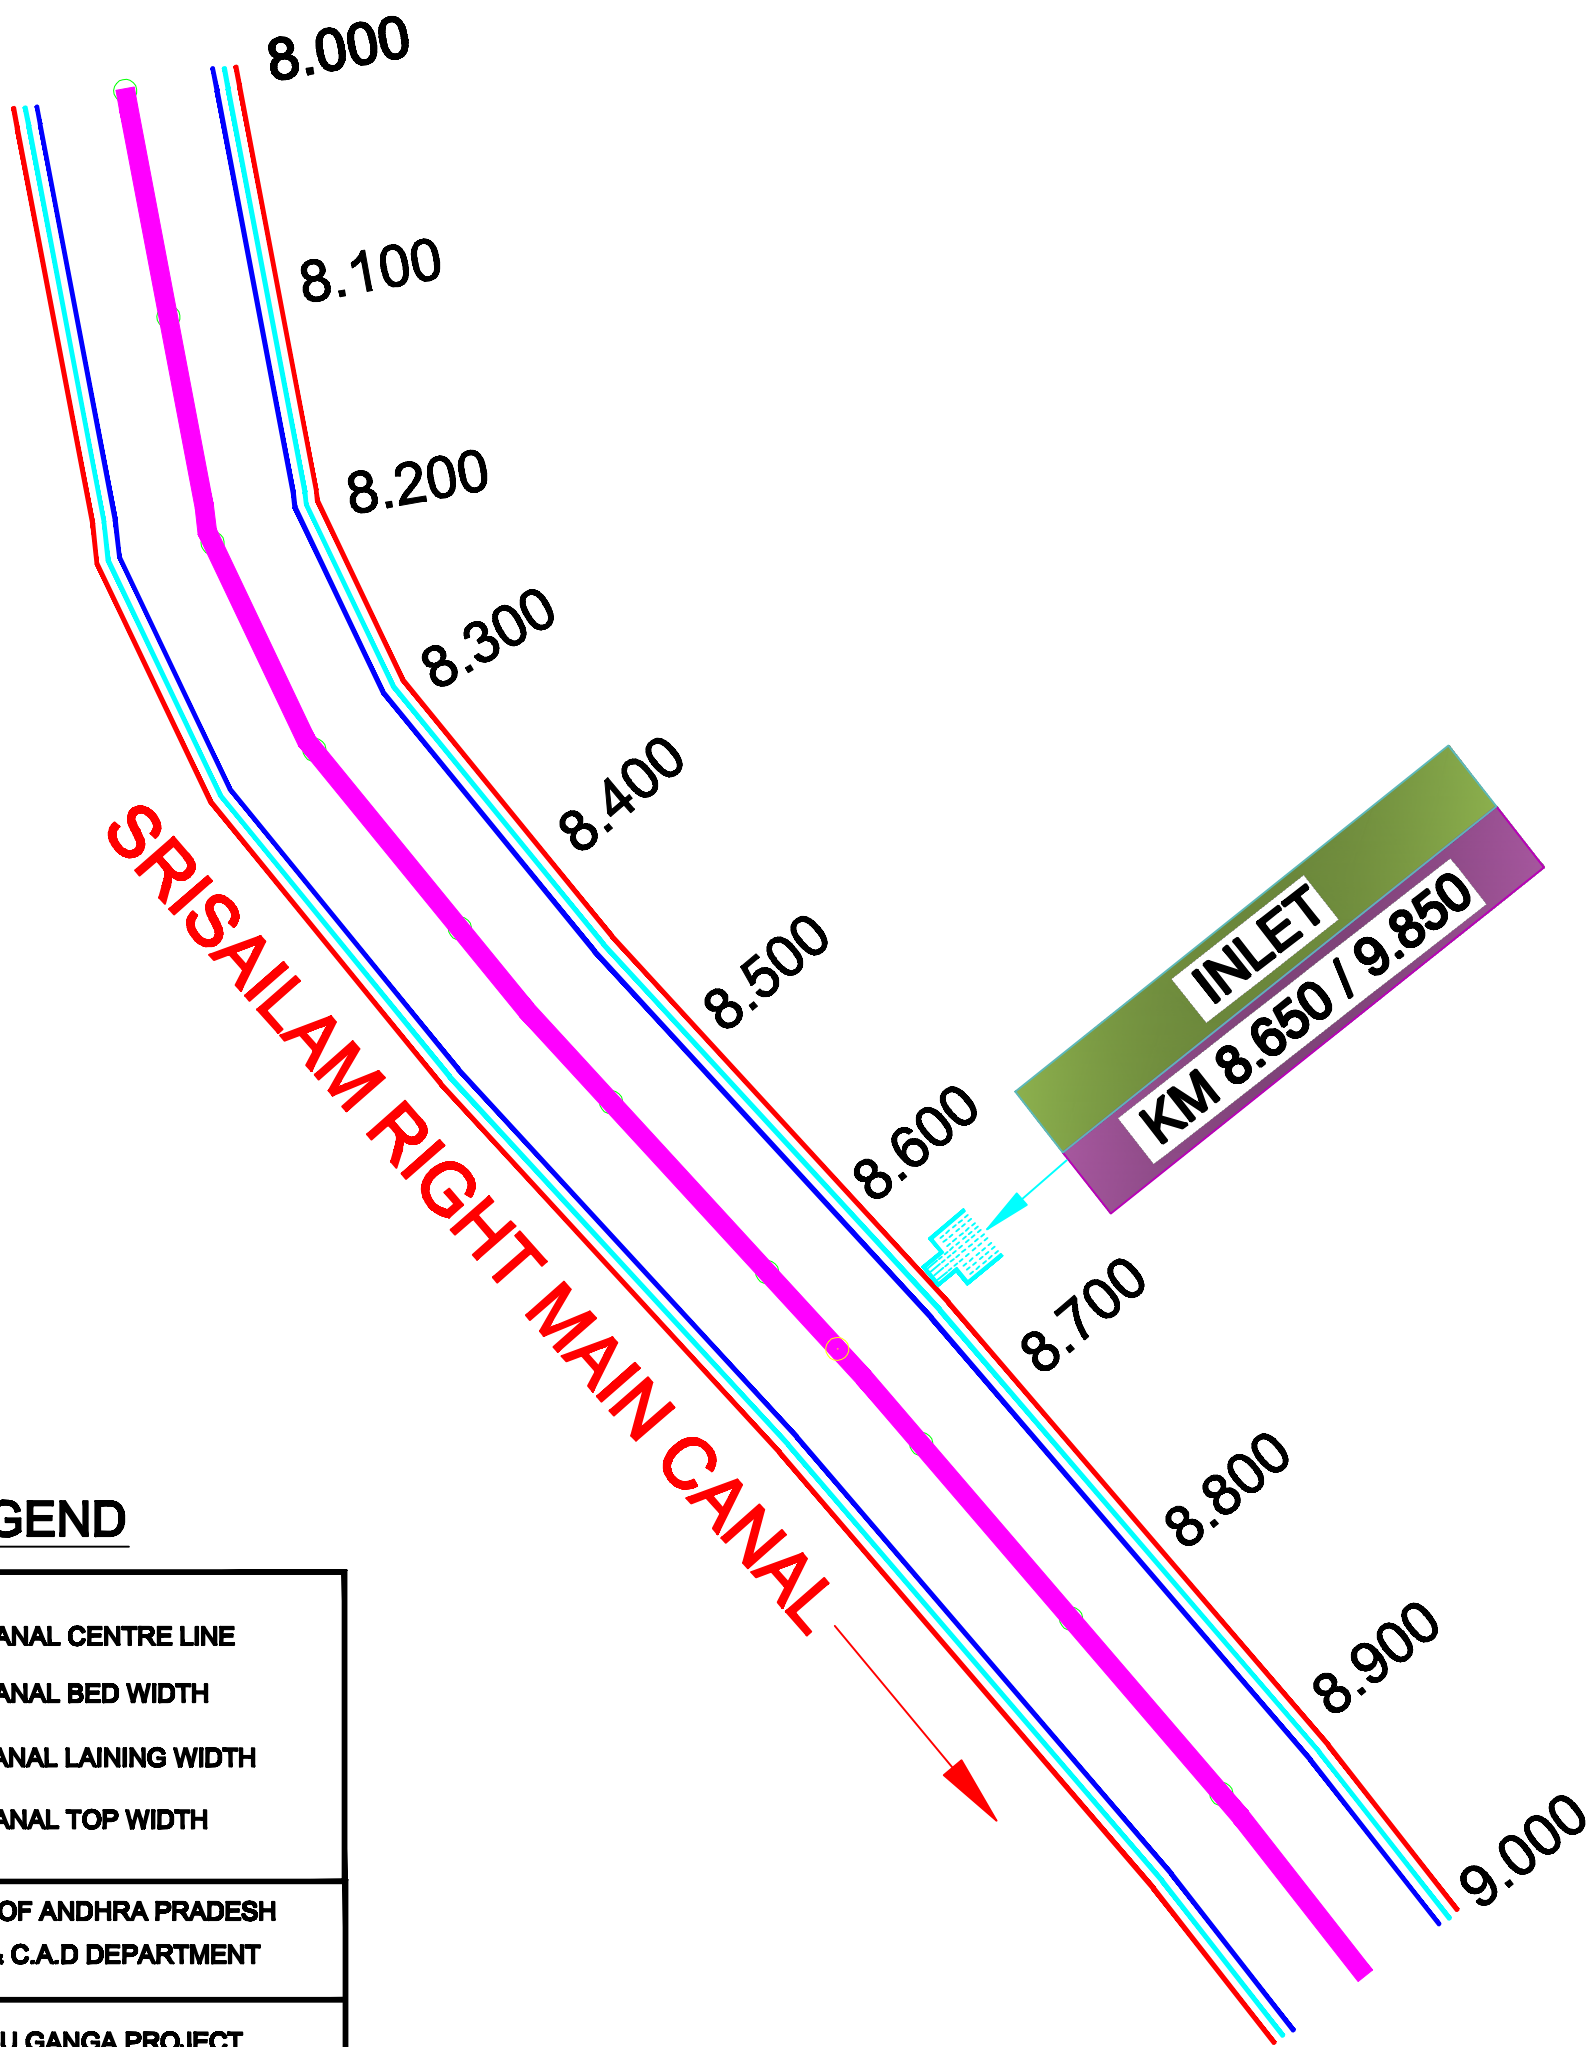 8.000
8.100
8.200
8.300
8.400
8.500
8.600
8.700
8.800
8.900
9.000
INLET
KM 8.650 / 9.850
SRISAILAM RIGHT MAIN CANAL
GEND
ANAL CENTRE LINE
ANAL BED WIDTH
ANAL LAINING WIDTH
ANAL TOP WIDTH
OF ANDHRA PRADESH
& C.A.D DEPARTMENT
U GANGA PROJECT